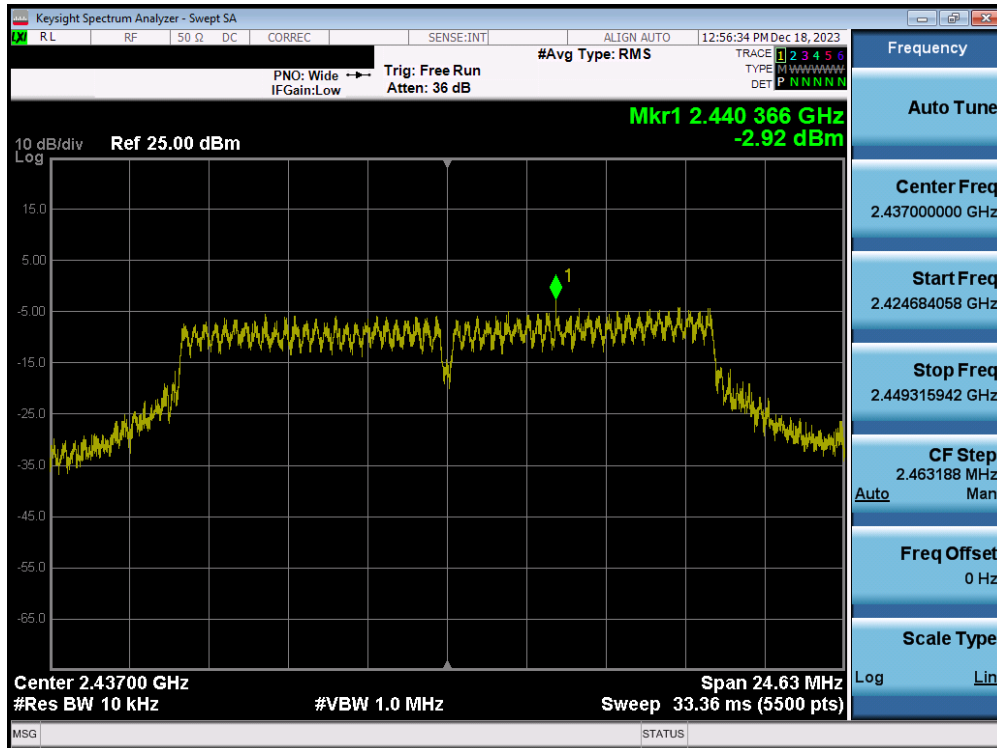 Keysight Spectrum Analyzer - Swept SA
LXI RL RF 50 Ω DC CORREC SENSE:INT ALIGN AUTO 12:56:34 PM Dec 18, 2023
#Avg Type: RMS TRACE 1 2 3 4 5 6
PNO: Wide Trig: Free Run TYPE M WWWWW
IFGain:Low Atten: 36 dB DET P N N N N N
Mkr1 2.440 366 GHz
-2.92 dBm
10 dB/div Ref 25.00 dBm
Log
15.0
5.00
1
-5.00
-15.0
-25.0
-35.0
-45.0
-55.0
-65.0
Center 2.43700 GHz Span 24.63 MHz
#Res BW 10 kHz #VBW 1.0 MHz Sweep 33.36 ms (5500 pts)
MSG STATUS
Frequency
Auto Tune
Center Freq
2.437000000 GHz
Start Freq
2.424684058 GHz
Stop Freq
2.449315942 GHz
CF Step
2.463188 MHz
Auto Man
Freq Offset
0 Hz
Scale Type
Log Lin